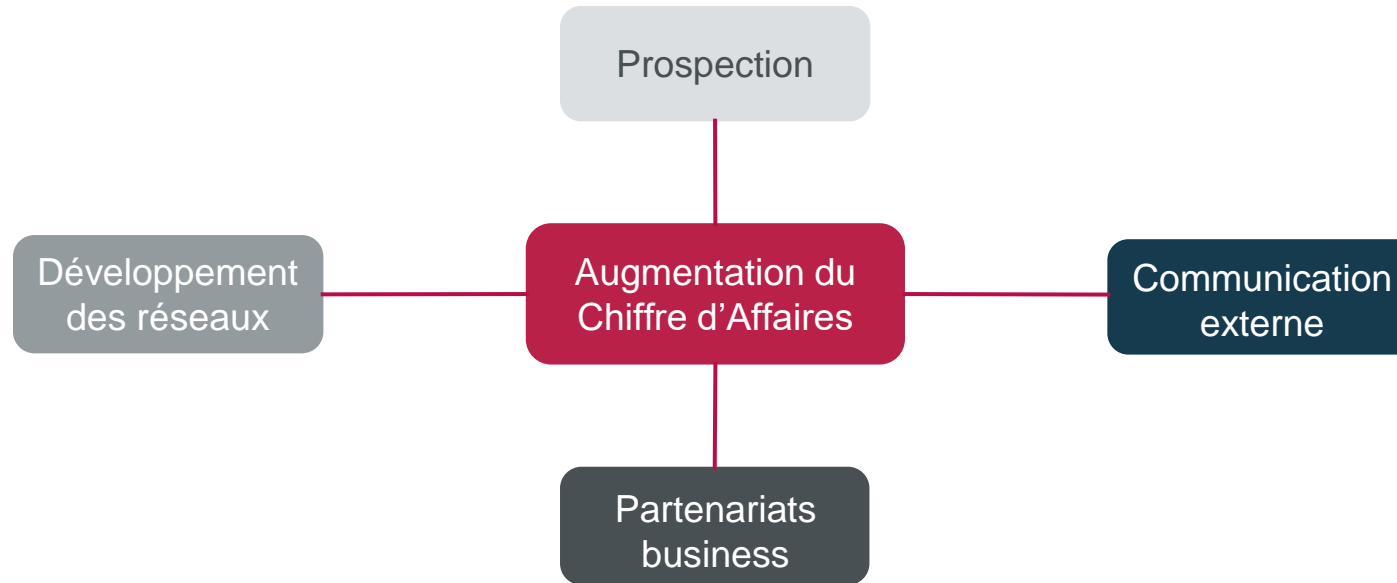 Prospection
Développement
des réseaux
Augmentation du
Chiffre d’Affaires
Communication
externe
Partenariats
business